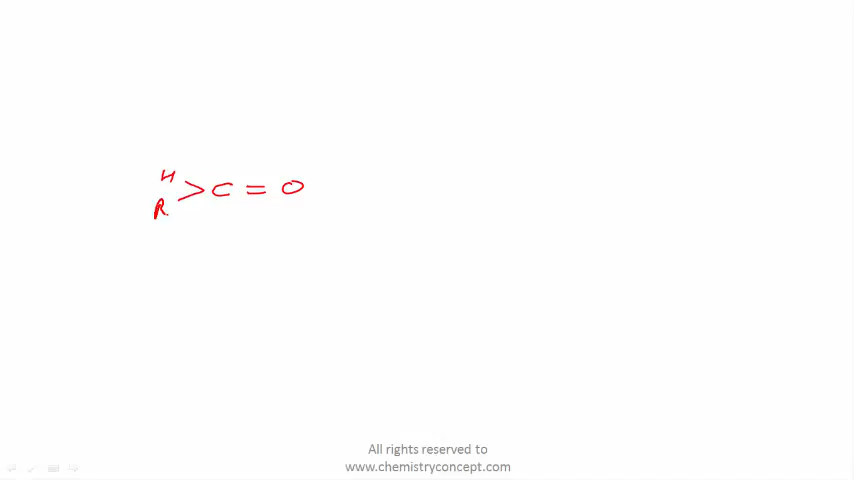 H
R > C = O
All rights reserved to
www.chemistryconcept.com